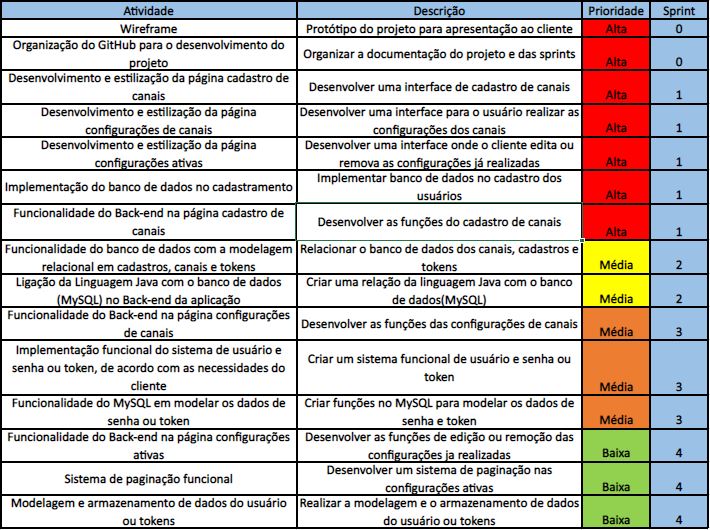 Atividade Descrição Prioridade Sprint
Wireframe Protótipo do projeto para apresentação ao cliente Alta 0
Organização do GitHub para o desenvolvimento do
projeto
Organizar a documentação do projeto e das sprints
Alta 0
Desenvolvimento e estilização da página cadastro de
canais
Desenvolver uma interface de cadastro de canais
Alta 1
Desenvolvimento e estilização da página
configurações de canais
Desenvolver uma interface para o usuário realizar as
configurações dos canais
Alta 1
Desenvolvimento e estilização da página
configurações ativas
Desenvolver uma interface onde o cliente edita ou
remova as configurações já realizadas
Alta 1
Implementação do banco de dados no cadastramento
Implementar banco de dados no cadastro dos
usuários
Alta 1
Funcionalidade do Back-end na página cadastro de
canais
Desenvolver as funções do cadastro de canais
Alta 1
Funcionalidade do banco de dados com a modelagem
relacional em cadastros, canais e tokens
Relacionar o banco de dados dos canais, cadastros e
tokens
Média 2
Ligação da Linguagem Java com o banco de dados
(MySQL) no Back-end da aplicação
Criar uma relação da linguagem Java com o banco
de dados(MySQL)
Média 2
Funcionalidade do Back-end na página configurações
de canais
Desenvolver as funções das configurações de canais
Média 3
Implementação funcional do sistema de usuário e
senha ou token, de acordo com as necessidades do
cliente
Criar um sistema funcional de usuário e senha ou
token
Média 3
Funcionalidade do MySQL em modelar os dados de
senha ou token
Criar funções no MySQL para modelar os dados de
senha e token
Média 3
Funcionalidade do Back-end na página configurações
ativas
Desenvolver as funções de edição ou remoção das
configurações ja realizadas
Baixa 4
Sistema de paginação funcional
Desenvolver um sistema de paginação nas
configurações ativas
Baixa 4
Modelagem e armazenamento de dados do usuário
ou tokens
Realizar a modelagem e o armazenamento de dados
do usuário ou tokens
Baixa 4